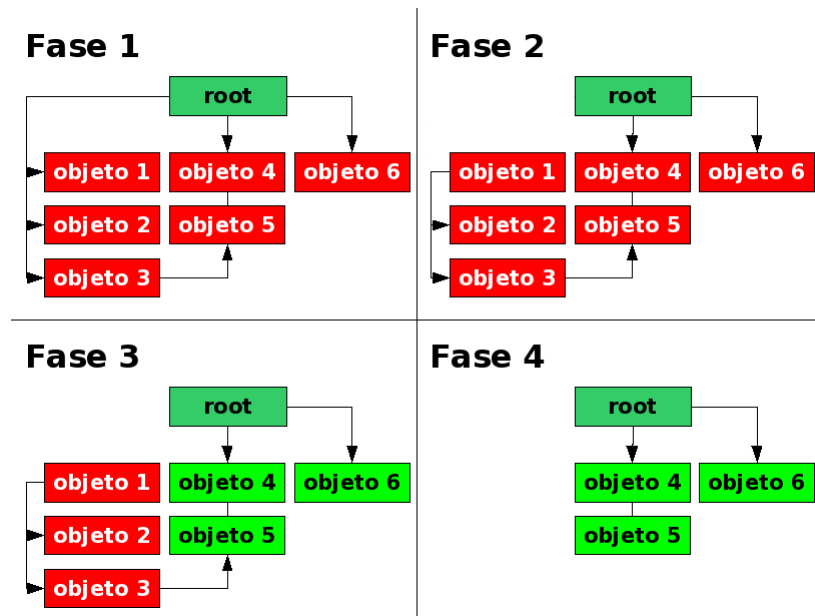 Fase 1
root
objeto 1
objeto 4
objeto 6
objeto 2
objeto 5
objeto 3
Fase 2
root
objeto 1
objeto 4
objeto 6
objeto 2
objeto 5
objeto 3
Fase 3
root
objeto 1
objeto 4
objeto 6
objeto 2
objeto 5
objeto 3
Fase 4
root
objeto 4
objeto 6
objeto 5